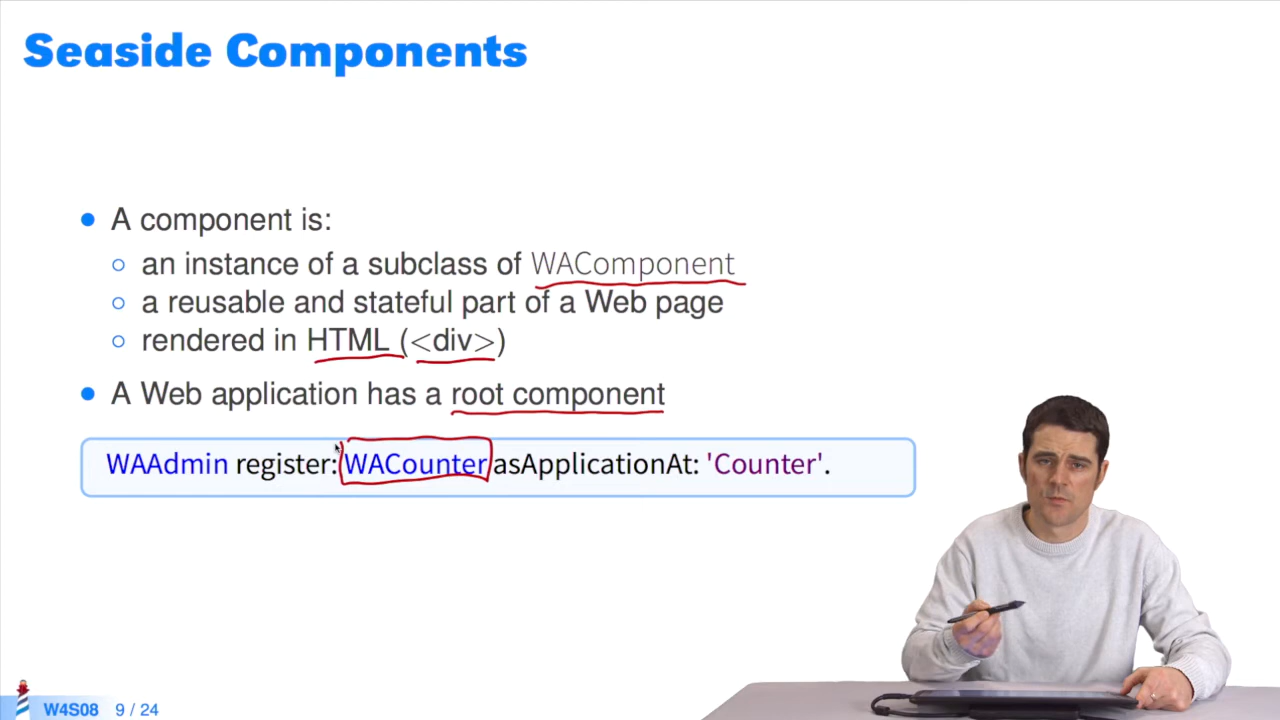 Seaside Components
A component is:
an instance of a subclass of WAComponent
a reusable and stateful part of a Web page
rendered in HTML (<div>)
A Web application has a root component
WAAdmin register: WACounter asApplicationAt: 'Counter'.
W4S08 9 / 24